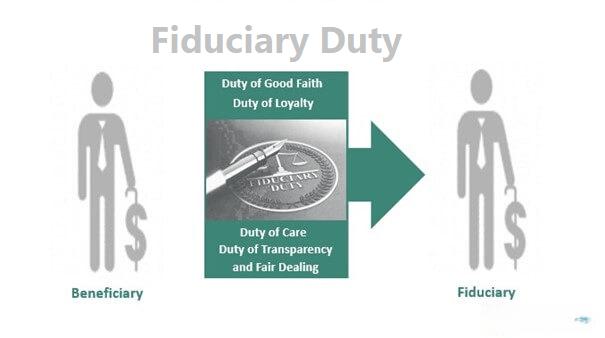 Fiduciary Duty
Duty of Good Faith
Duty of Loyalty
FIDUCIARY
DUTY
Duty of Care
Duty of Transparency
and Fair Dealing
Beneficiary
Fiduciary